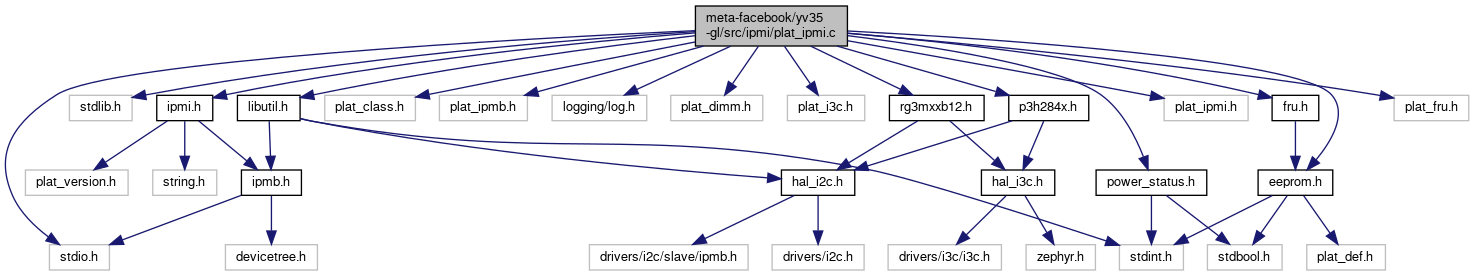 meta-facebook/yv35
-gl/src/ipmi/plat_ipmi.c
stdlib.h
ipmi.h
libutil.h
plat_class.h
plat_ipmb.h
logging/log.h
plat_dimm.h
plat_i3c.h
rg3mxxb12.h
p3h284x.h
plat_ipmi.h
fru.h
plat_fru.h
plat_version.h
string.h
ipmb.h
hal_i2c.h
hal_i3c.h
power_status.h
eeprom.h
stdio.h
devicetree.h
drivers/i2c/slave/ipmb.h
drivers/i2c.h
drivers/i3c/i3c.h
zephyr.h
stdint.h
stdbool.h
plat_def.h